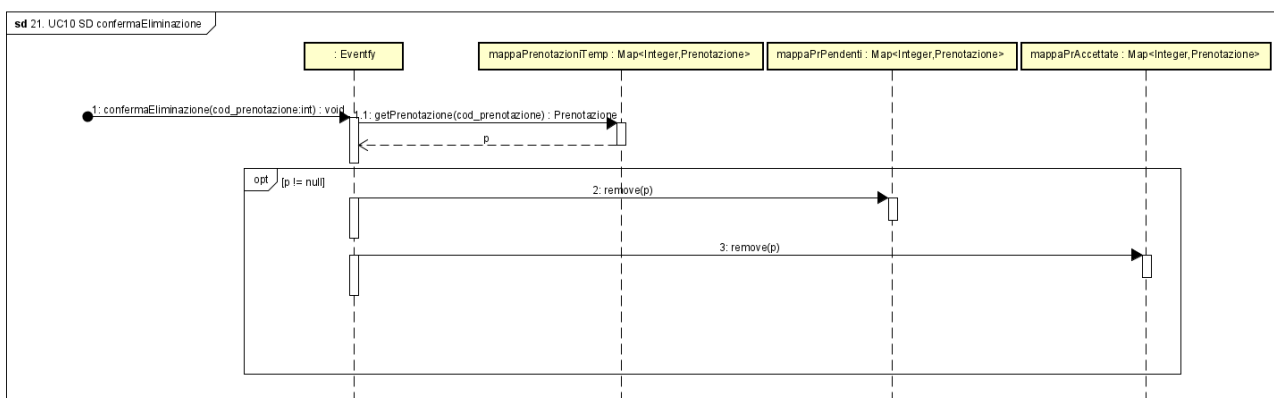 sd 21. UC10 SD confermaEliminazione
: Eventfy
mappaPrenotazioniTemp : Map<Integer,Prenotazione>
mappaPrPendenti : Map<Integer,Prenotazione>
mappaPrAccettate : Map<Integer,Prenotazione>
1: confermaEliminazione(cod_prenotazione:int) : void
1.1: getPrenotazione(cod_prenotazione) : Prenotazione
p
opt
[p != null]
2: remove(p)
3: remove(p)